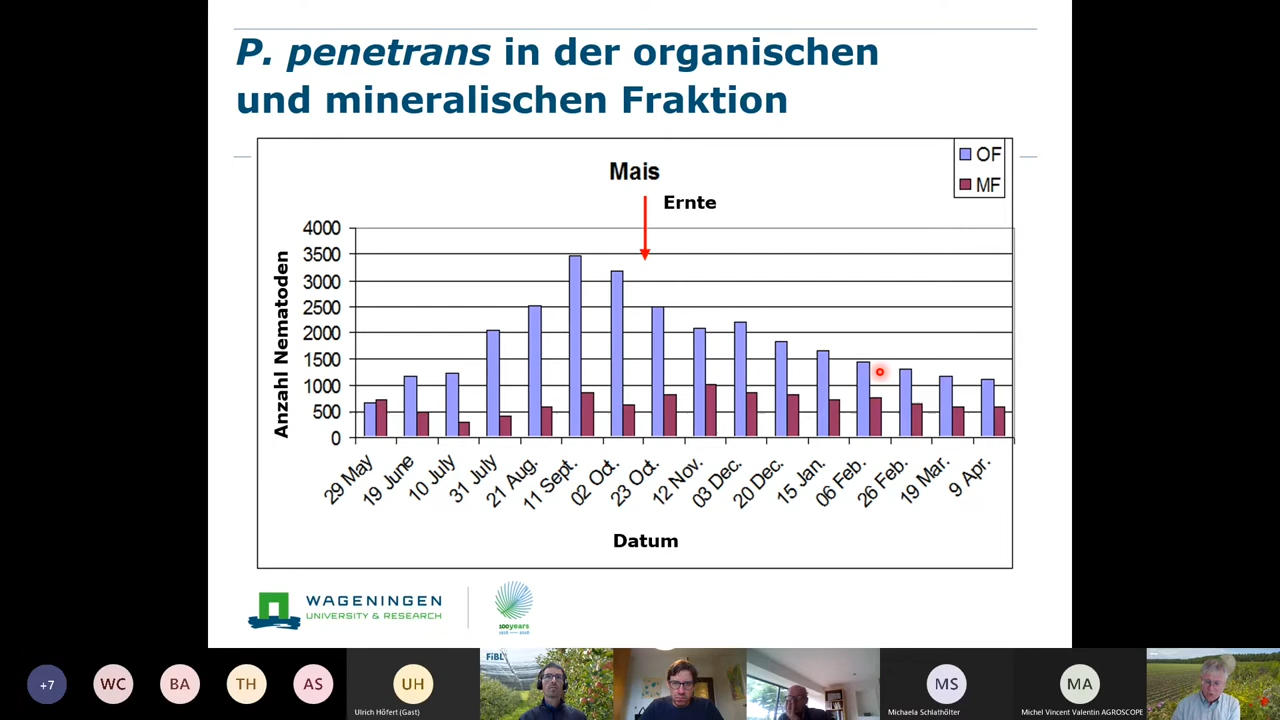 P. penetrans in der organischen
und mineralischen Fraktion
OF
MF
Mais
Ernte
4000
3500
3000
2500
2000
1500
1000
500
0
Anzahl Nematoden
29 May
19 June
10 July
31 July
21 Aug.
11 Sept.
02 Oct.
23 Oct.
12 Nov.
03 Dec.
20 Dec.
15 Jan.
06 Feb.
26 Feb.
19 Mar.
9 Apr.
Datum
WAGENINGEN
UNIVERSITY & RESEARCH
100years
1918 — 2018
+7
WC
BA
TH
AS
UH
Ulrich Höfert (Gast)
FiBL
MS
Michaela Schlathölter
MA
Michel Vincent Valentin AGROSCOPE